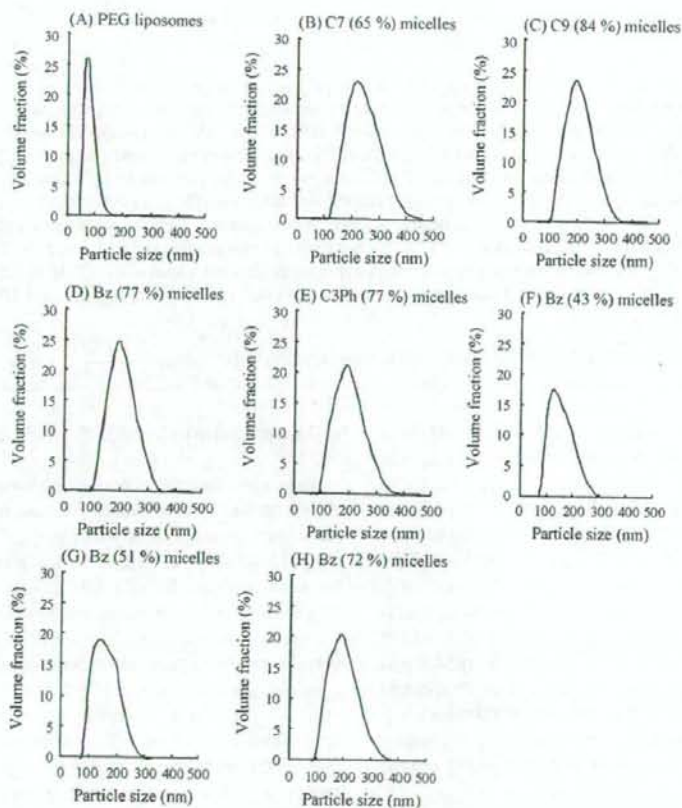 (A) PEG liposomes
Volume fraction (%)
30
25
20
15
10
5
0
0 100 200 300 400 500
Particle size (nm)
(B) C7 (65 %) micelles
Volume fraction (%)
30
25
20
15
10
5
0
0 100 200 300 400 500
Particle size (nm)
(C) C9 (84 %) micelles
Volume fraction (%)
30
25
20
15
10
5
0
0 100 200 300 400 500
Particle size (nm)
(D) Bz (77 %) micelles
Volume fraction (%)
30
25
20
15
10
5
0
0 100 200 300 400 500
Particle size (nm)
(E) C3Ph (77 %) micelles
Volume fraction (%)
30
25
20
15
10
5
0
0 100 200 300 400 500
Particle size (nm)
(F) Bz (43 %) micelles
Volume fraction (%)
30
25
20
15
10
5
0
0 100 200 300 400 500
Particle size (nm)
(G) Bz (51 %) micelles
Volume fraction (%)
30
25
20
15
10
5
0
0 100 200 300 400 500
Particle size (nm)
(H) Bz (72 %) micelles
Volume fraction (%)
30
25
20
15
10
5
0
0 100 200 300 400 500
Particle size (nm)